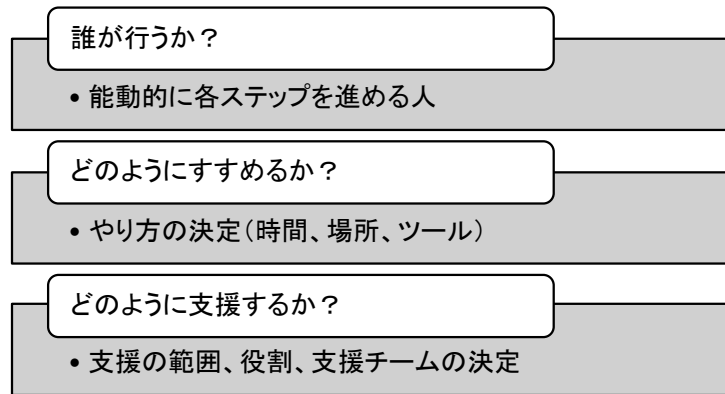 誰が行うか？
• 能動的に各ステップを進める人
どのようにすすめるか？
• やり方の決定（時間、場所、ツール）
どのように支援するか？
• 支援の範囲、役割、支援チームの決定